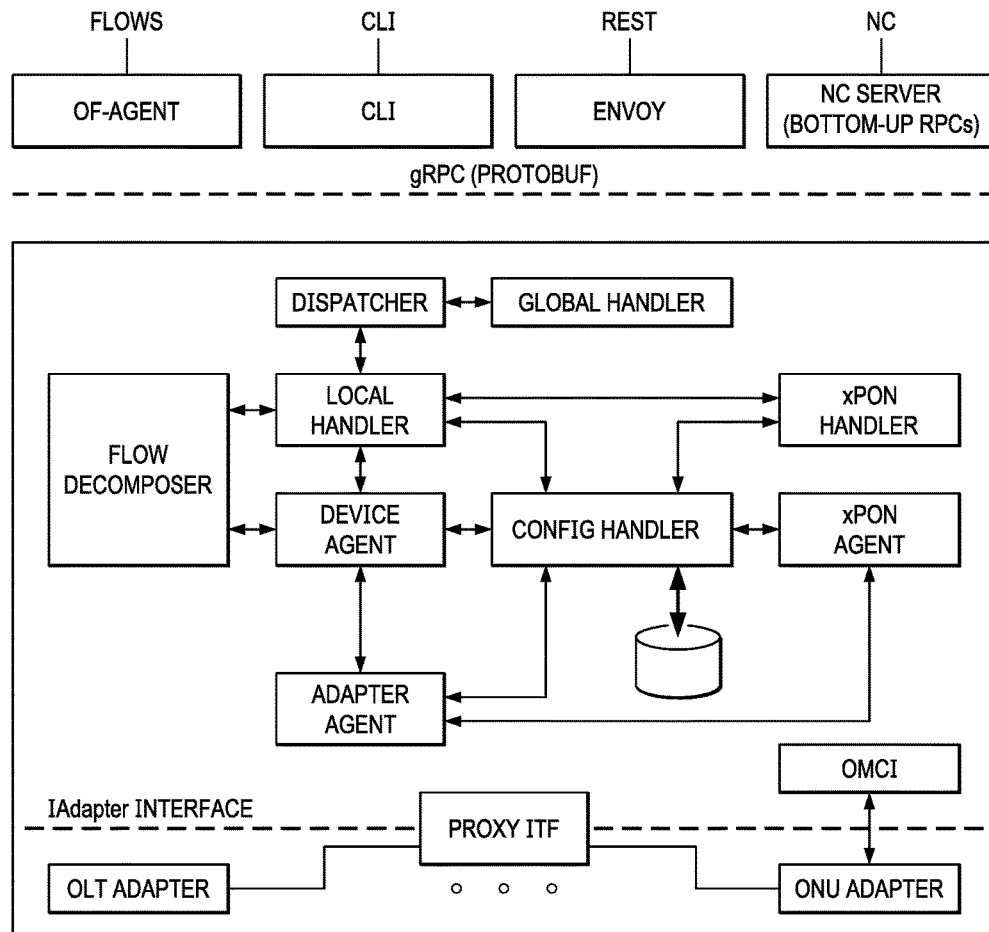 FLOWS CLI REST NC
OF-AGENT CLI ENVOY NC SERVER
(BOTTOM-UP RPCs)
gRPC (PROTOBUF)
DISPATCHER GLOBAL HANDLER
LOCAL
HANDLER
xPON
HANDLER
FLOW
DECOMPOSER
DEVICE
AGENT
CONFIG HANDLER
xPON
AGENT
ADAPTER
AGENT
OMCI
IAdapter INTERFACE
PROXY ITF
OLT ADAPTER
ONU ADAPTER